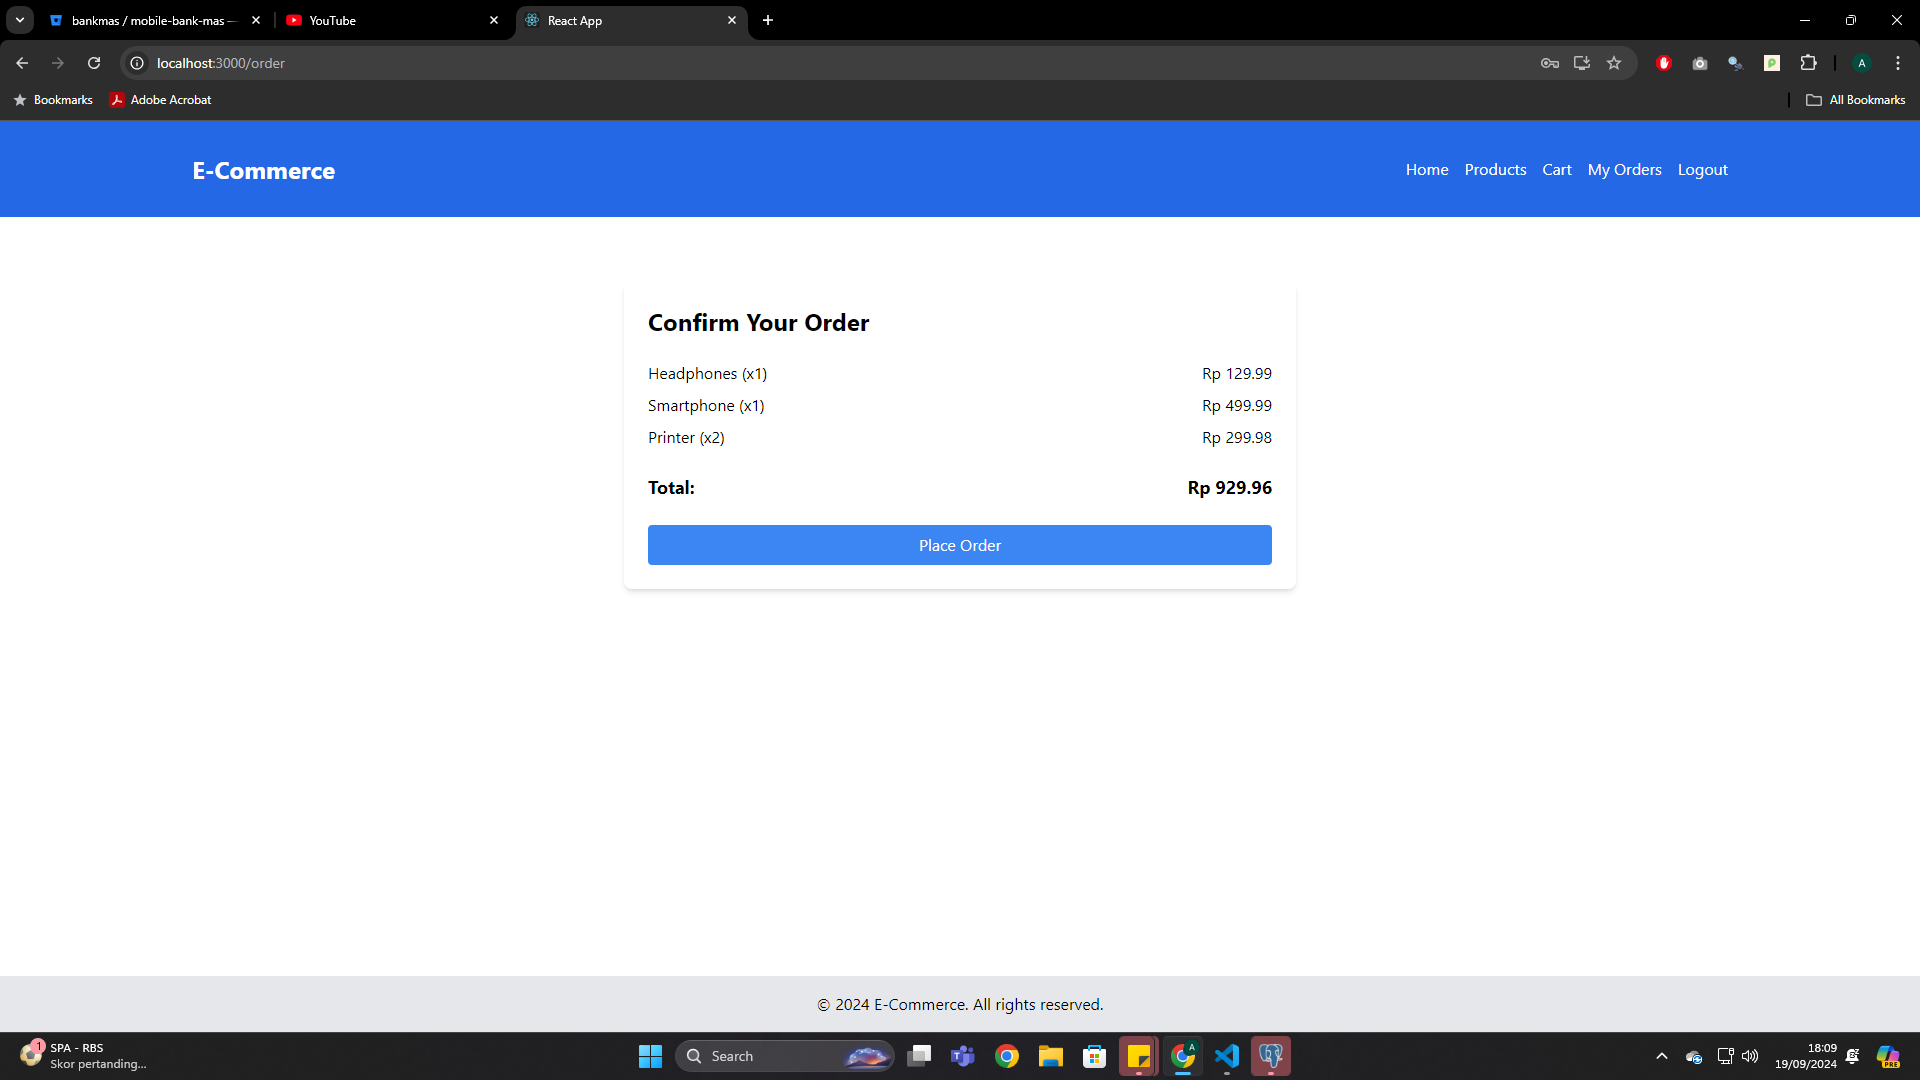 bankmas / mobile-bank-mas —
YouTube
React App
localhost:3000/order
A
Bookmarks
Adobe Acrobat
All Bookmarks
E-Commerce
Home
Products
Cart
My Orders
Logout
Confirm Your Order
Headphones (x1) Rp 129.99
Smartphone (x1) Rp 499.99
Printer (x2) Rp 299.98
Total: Rp 929.96
Place Order
© 2024 E-Commerce. All rights reserved.
1
SPA - RBS
Skor pertanding...
Search
A
18:09
19/09/2024
PRE